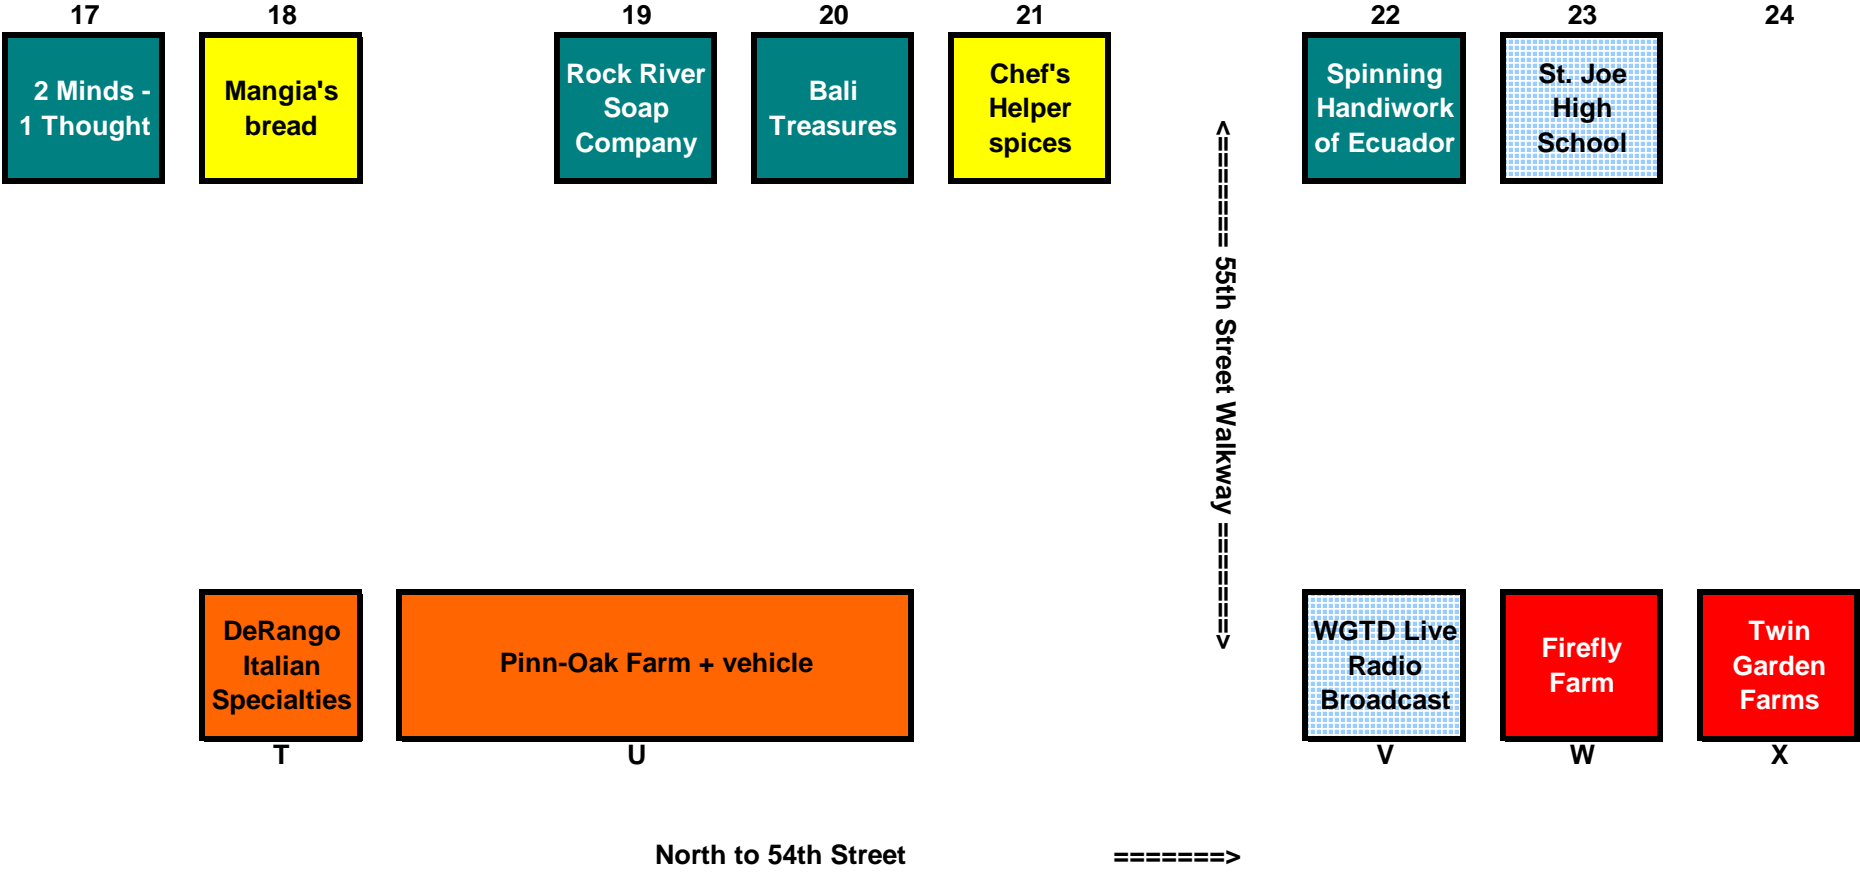 17 18 19 20 21 22 23 24
2 Minds -
1 Thought
Mangia's
bread
Rock River
Soap
Company
Bali
Treasures
Chef's
Helper
spices
Spinning
Handiwork
of Ecuador
St. Joe
High
School
<======== 55th Street Walkway ========>
DeRango
Italian
Specialties
Pinn-Oak Farm + vehicle
WGTD Live
Radio
Broadcast
Firefly
Farm
Twin
Garden
Farms
T U V W X
North to 54th Street =======>